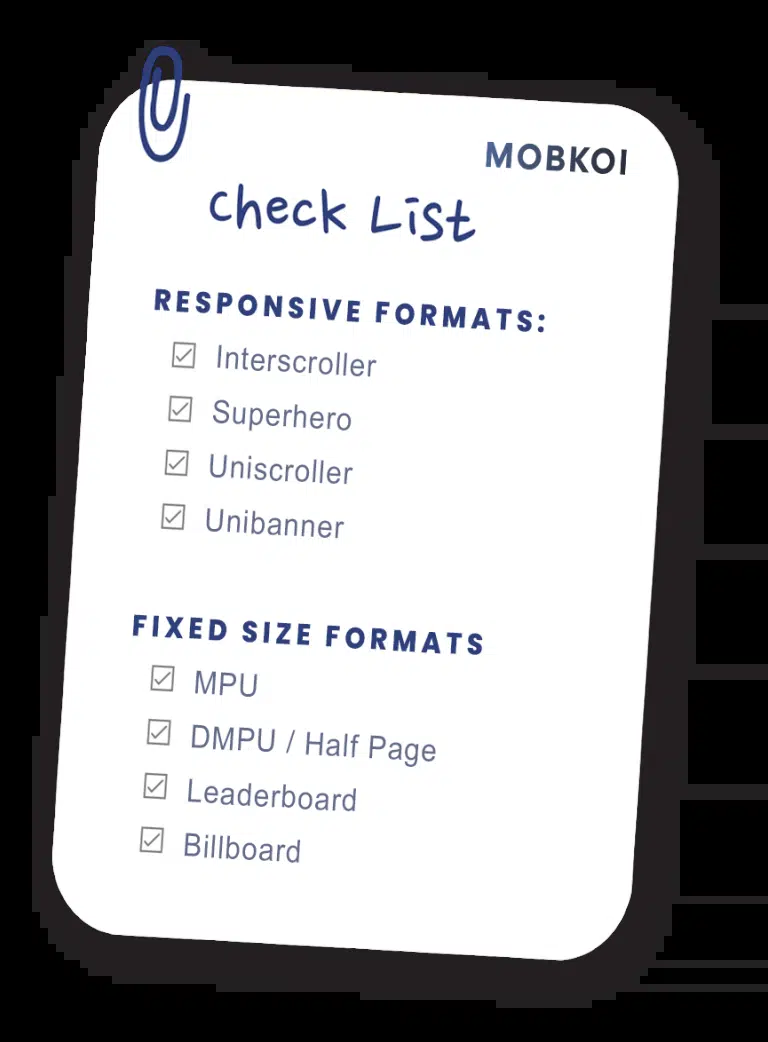 MOBKOI
check List
RESPONSIVE FORMATS:
Interscroller
Superhero
Uniscroller
Unibanner
FIXED SIZE FORMATS
MPU
DMPU / Half Page
Leaderboard
Billboard